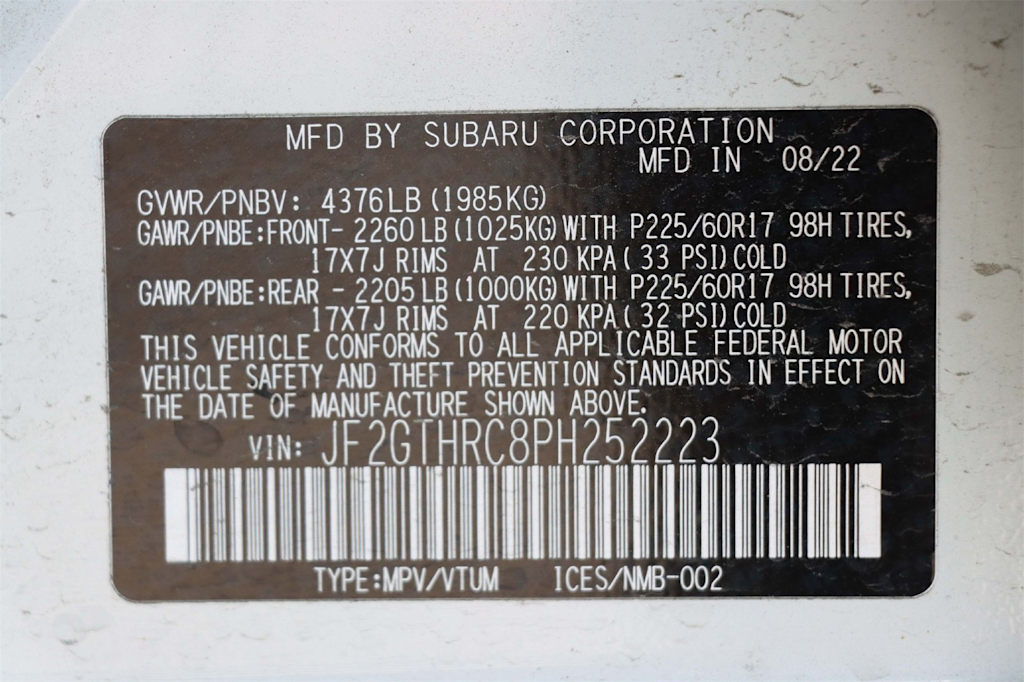 MFD BY SUBARU CORPORATION
MFD IN 08/22
GVWR/PNBV: 4376LB (1985KG)
GAWR/PNBE:FRONT- 2260LB (1025KG) WITH P225/60R17 98H TIRES,
17X7J RIMS AT 230 KPA( 33 PSI) COLD
GAWR/PNBE:REAR - 2205LB (1000KG) WITH P225/60R17 98H TIRES,
17X7J RIMS AT 220 KPA( 32 PSI) COLD
THIS VEHICLE CONFORMS TO ALL APPLICABLE FEDERAL MOTOR
VEHICLE SAFETY AND THEFT PREVENTION STANDARDS IN EFFECT ON
THE DATE OF MANUFACTURE SHOWN ABOVE.
VIN: JF2GTHRC8PH252223
TYPE:MPV/VTUM ICES/NMB-002